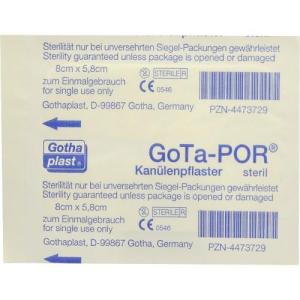 Sterilität nur bei unversehrten Siegel-Packungen gewährleistet
Sterility guaranteed unless package is opened or damaged
8cm x 5,8cm
STERILE R
zum Einmalgebrauch
for single use only
CE 0546
Gothaplast, D-99867 Gotha, Germany
PZN-4473729
Gotha
plast®
GoTa-POR®
Kanülenpflaster steril
Sterilität nur bei unversehrten Siegel-Packungen gewährleistet
Sterility guaranteed unless package is opened or damaged
8cm x 5,8cm
STERILE R
zum Einmalgebrauch
for single use only
CE 0546
Gothaplast, D-99867 Gotha, Germany
PZN-4473729